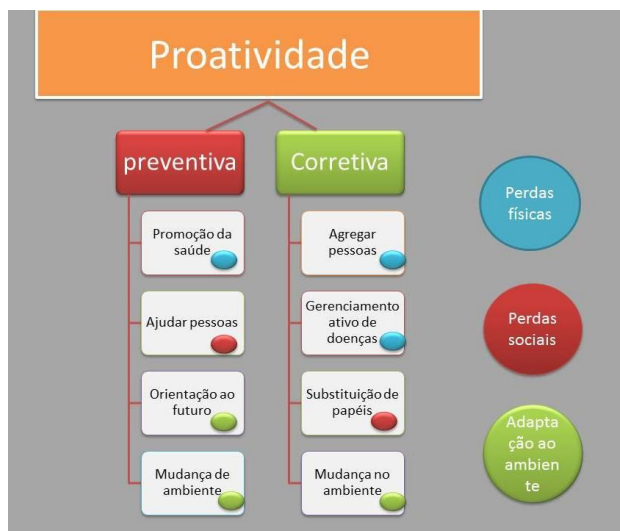 Proatividade
preventiva
Promoção da
saúde
Ajudar pessoas
Orientação ao
futuro
Mudança de
ambiente
Corretiva
Agregar
pessoas
Gerenciamento
ativo de
doenças
Substituição de
papéis
Mudança no
ambiente
Perdas
físicas
Perdas
sociais
Adapta
ção ao
ambien
te